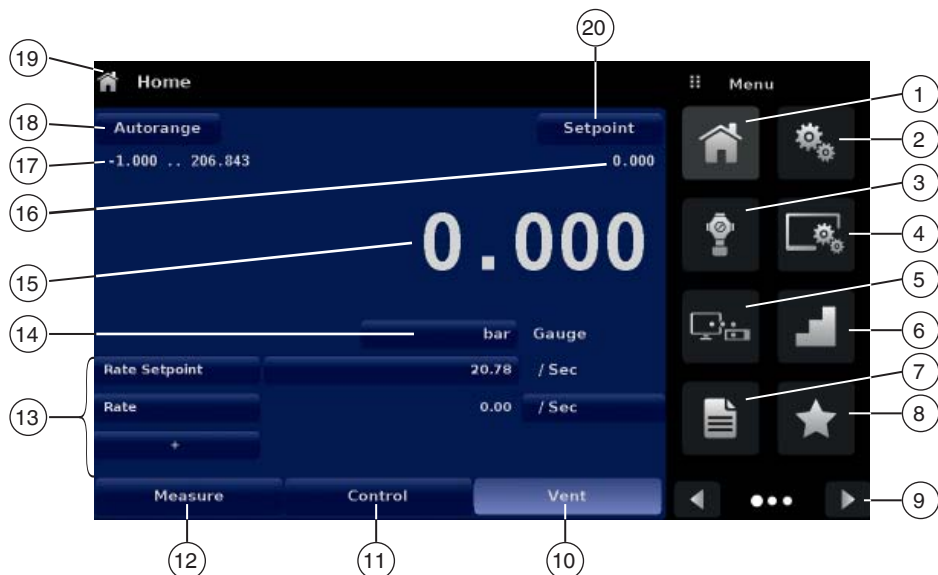 20
19
Home
Menu
1
18
Autorange
Setpoint
2
17
-1.000 .. 206.843
0.000
3
16
0.000
4
15
5
14
bar Gauge
6
Rate Setpoint 20.78 / Sec
7
13
Rate 0.00 / Sec
8
+
Measure Control Vent
9
12
11
10